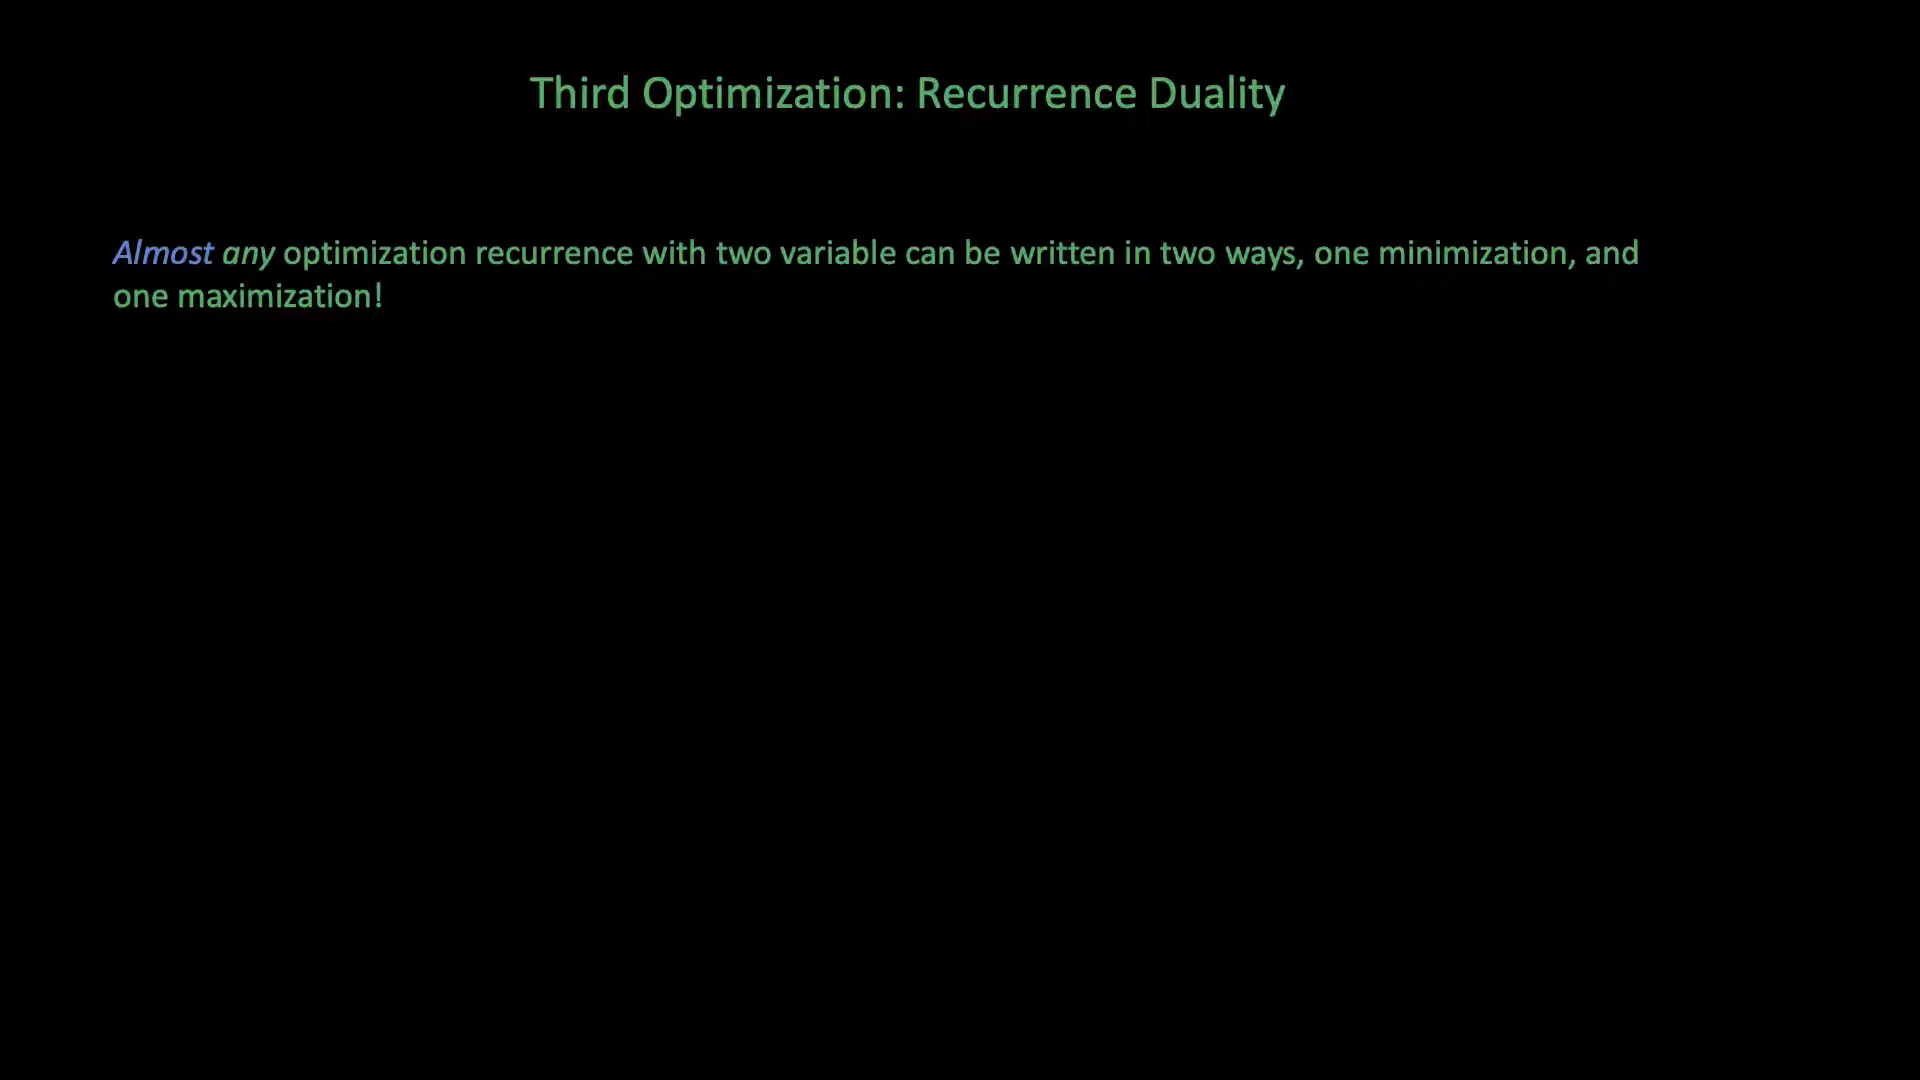 Third Optimization: Recurrence Duality
Almost any optimization recurrence with two variable can be written in two ways, one minimization, and
one maximization!